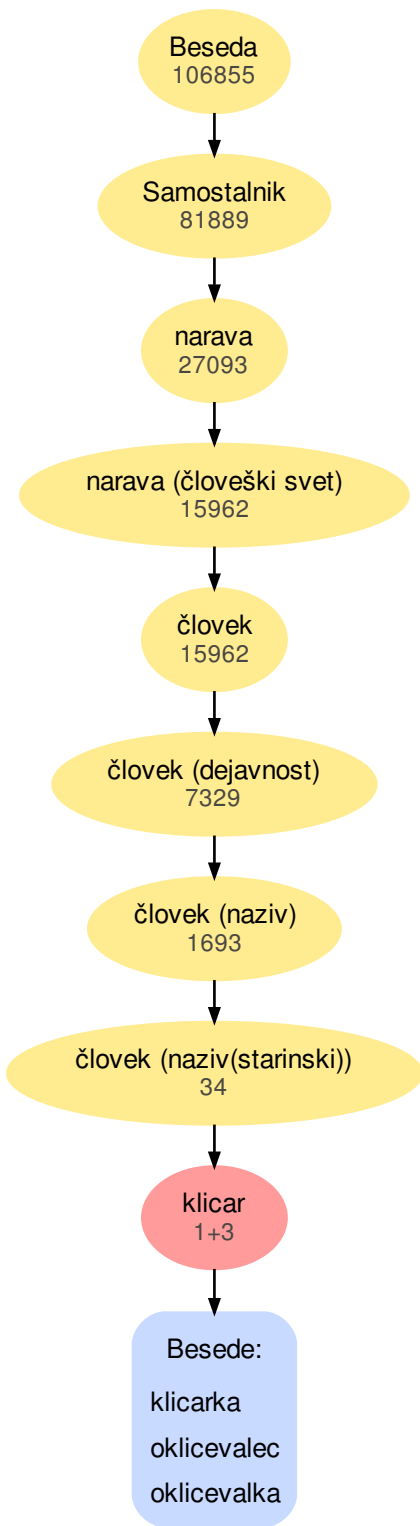 Beseda
106855
Samostalnik
81889
narava
27093
narava (človeški svet)
15962
človek
15962
človek (dejavnost)
7329
človek (naziv)
1693
človek (naziv(starinski))
34
klicar
1+3
Besede:
klicarka
oklicevalec
oklicevalka